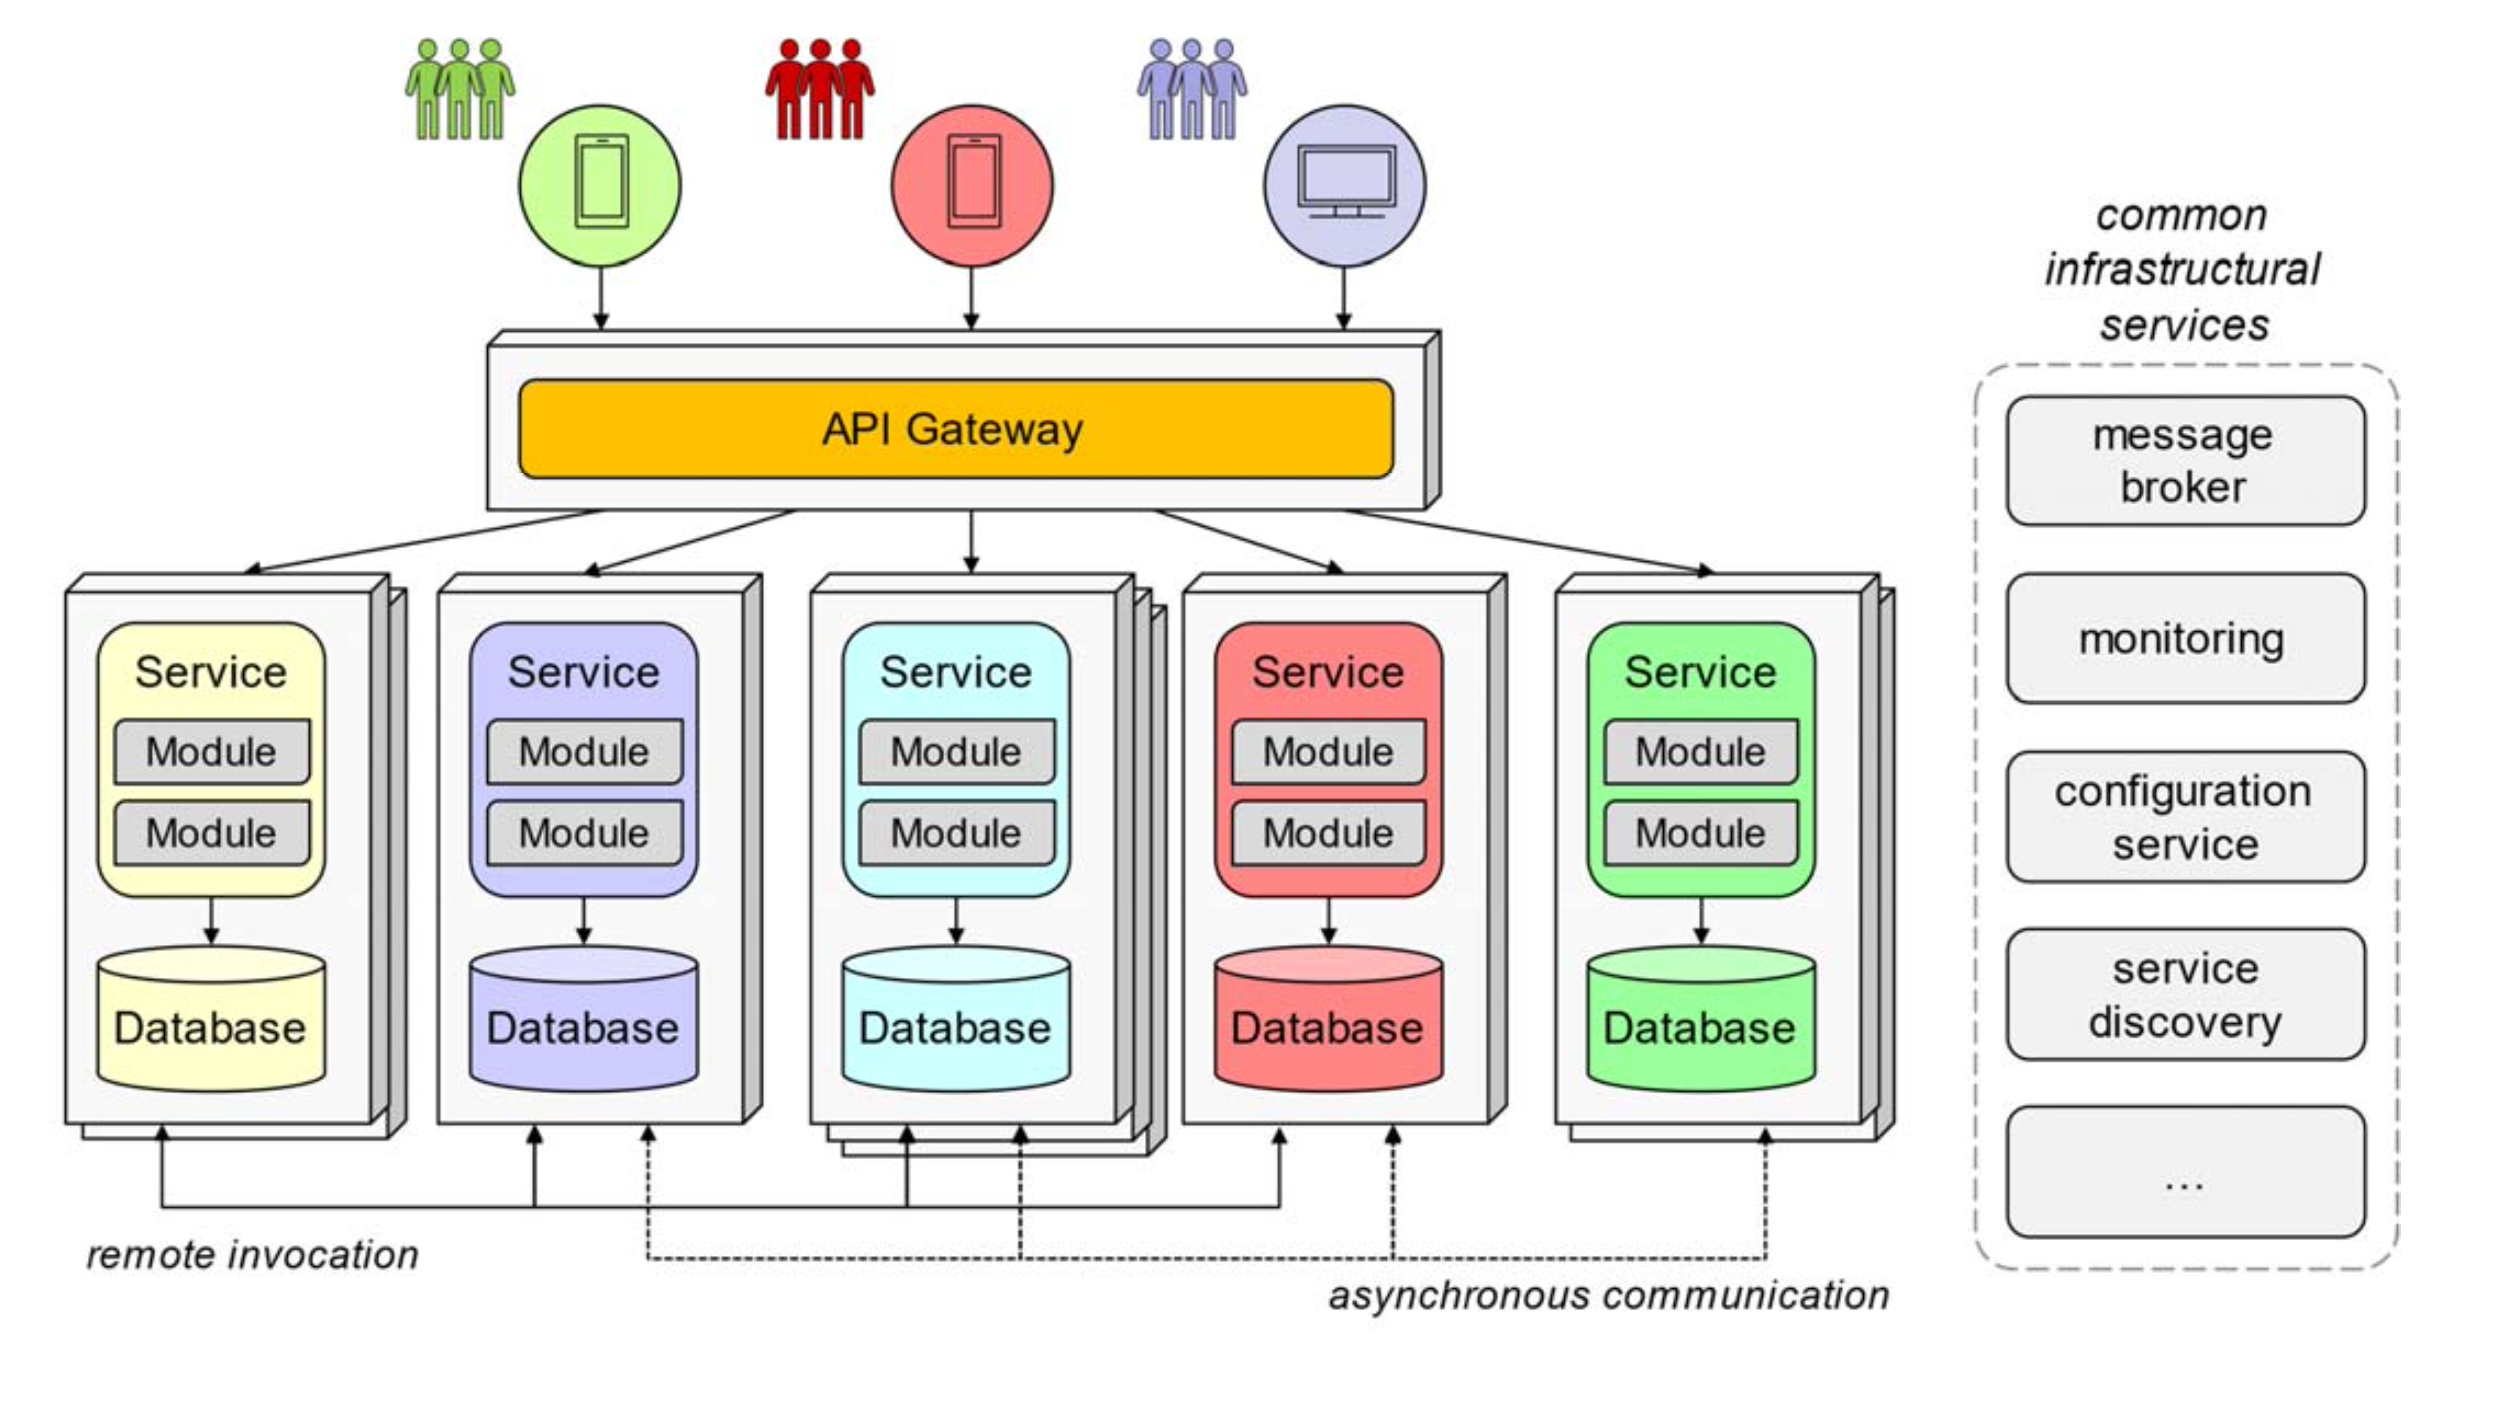 common
infrastructural
services
API Gateway
message
broker
monitoring
configuration
service
service
discovery
...
Service
Module
Module
Database
Service
Module
Module
Database
Service
Module
Module
Database
Service
Module
Module
Database
Service
Module
Module
Database
remote invocation
asynchronous communication